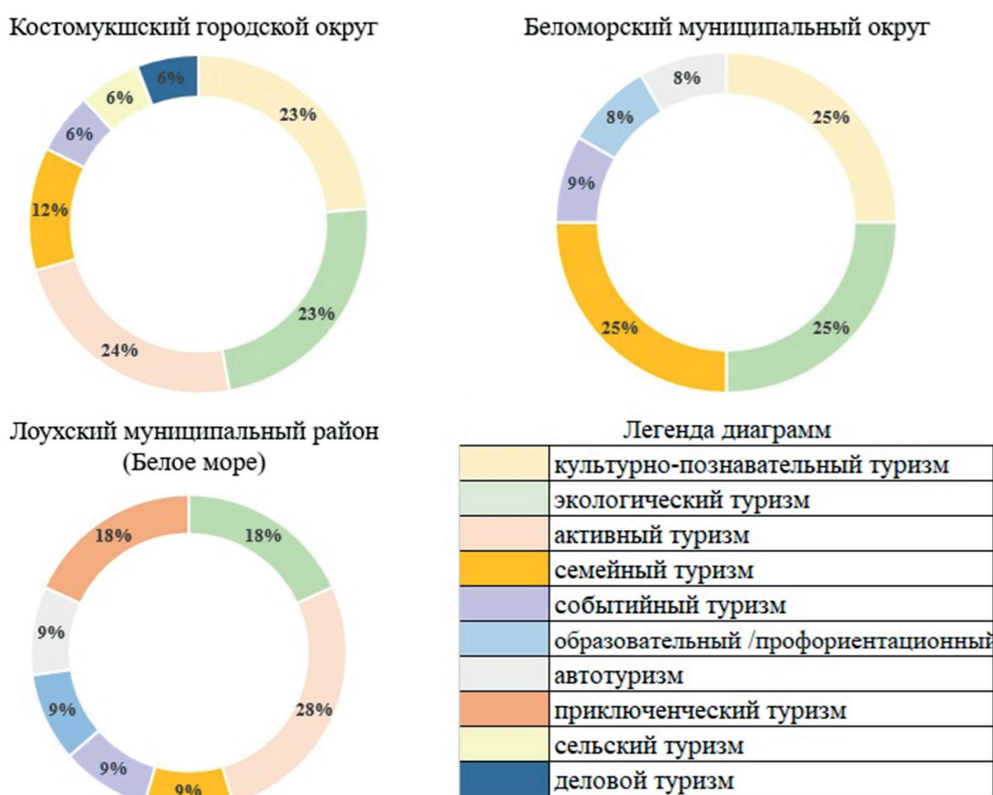 Костомукшский городской округ
6%
23%
6%
6%
12%
24%
23%
Беломорский муниципальный округ
8%
25%
8%
9%
25%
25%
Лоухский муниципальный район
(Белое море)
18%
18%
9%
28%
9%
9%
9%
Легенда диаграмм
культурно-познавательный туризм
экологический туризм
активный туризм
семейный туризм
событийный туризм
образовательный /профориентационный
автотуризм
приключенческий туризм
сельский туризм
деловой туризм